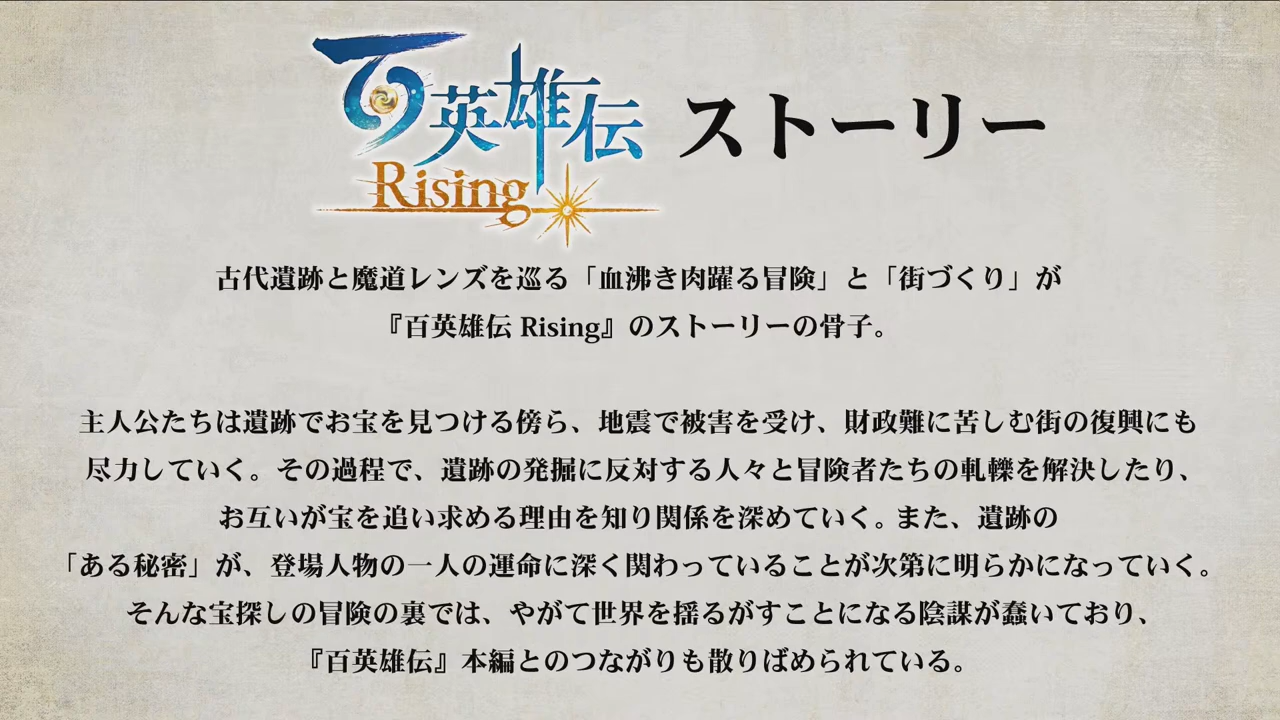 百英雄伝 ストーリー
Rising
古代遺跡と魔道レンズを巡る「血沸き肉躍る冒険」と「街づくり」が
『百英雄伝 Rising』のストーリーの骨子。
主人公たちは遺跡でお宝を見つける傍ら、地震で被害を受け、財政難に苦しむ街の復興にも
尽力していく。その過程で、遺跡の発掘に反対する人々と冒険者たちの軋轢を解決したり、
お互いが宝を追い求める理由を知り関係を深めていく。また、遺跡の
「ある秘密」が、登場人物の一人の運命に深く関わっていることが次第に明らかになっていく。
そんな宝探しの冒険の裏では、やがて世界を揺るがすことになる陰謀が蠢いており、
『百英雄伝』本編とのつながりも散りばめられている。